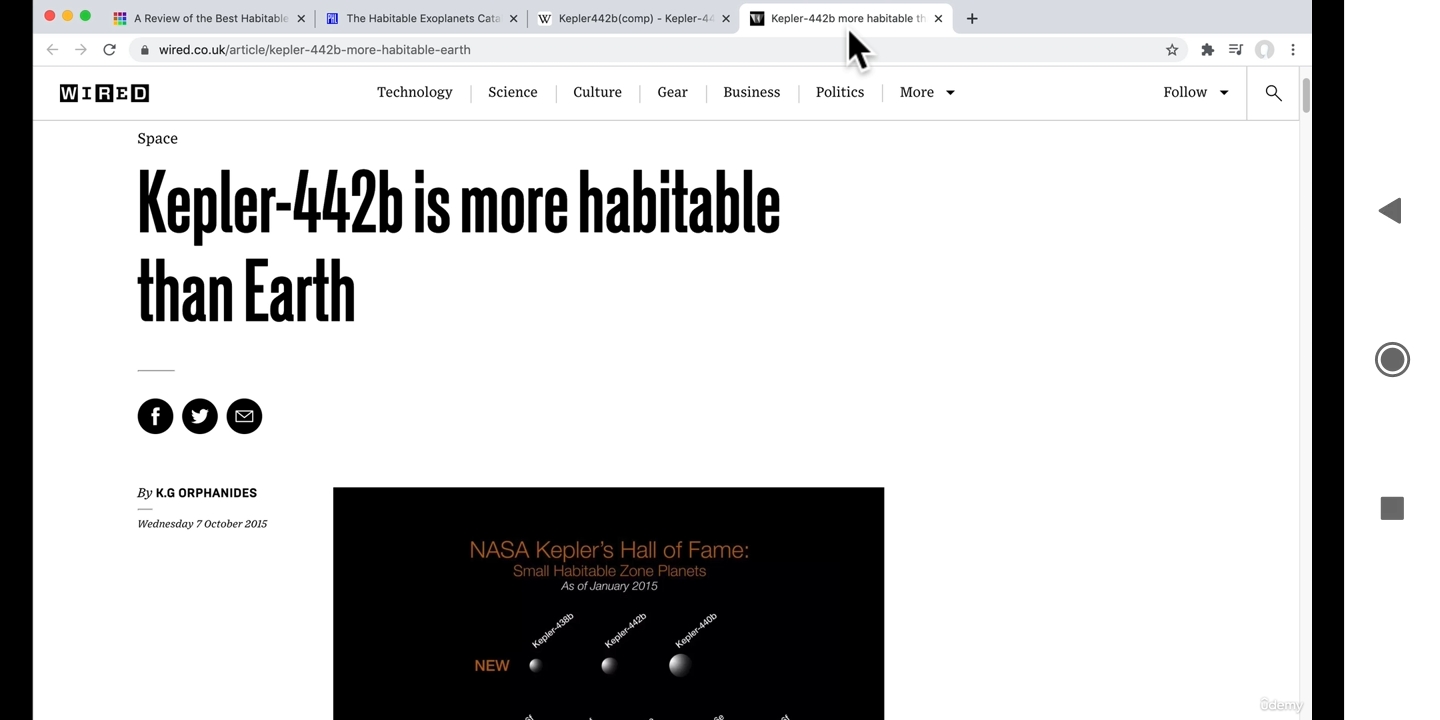 A Review of the Best Habitable
The Habitable Exoplanets Cata
Kepler442b(comp) - Kepler-44
Kepler-442b more habitable th
wired.co.uk/article/kepler-442b-more-habitable-earth
WIRED
Technology
Science
Culture
Gear
Business
Politics
More
Follow
Space
Kepler-442b is more habitable
than Earth
By K.G ORPHANIDES
Wednesday 7 October 2015
NASA Kepler's Hall of Fame:
Small Habitable Zone Planets
As of January 2015
Kepler-438b
Kepler-442b
Kepler-440b
NEW
ûdemy